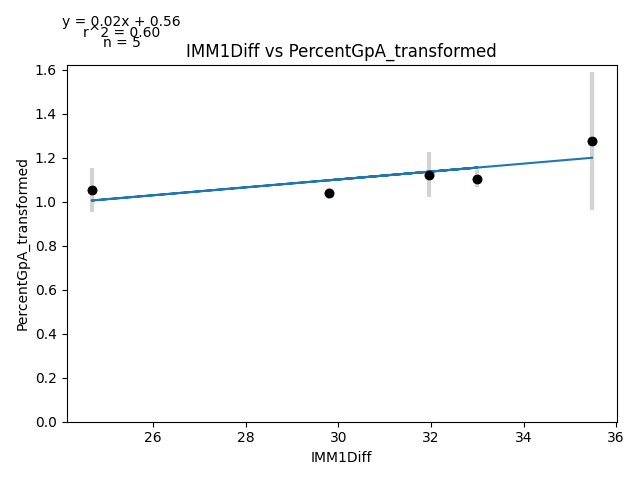 y = 0.02x + 0.56
r^2 = 0.60
n = 5
IMM1Diff vs PercentGpA_transformed
1.6
1.4
1.2
1.0
0.8
0.6
0.4
0.2
0.0
PercentGpA_transformed
26 28 30 32 34 36
IMM1Diff